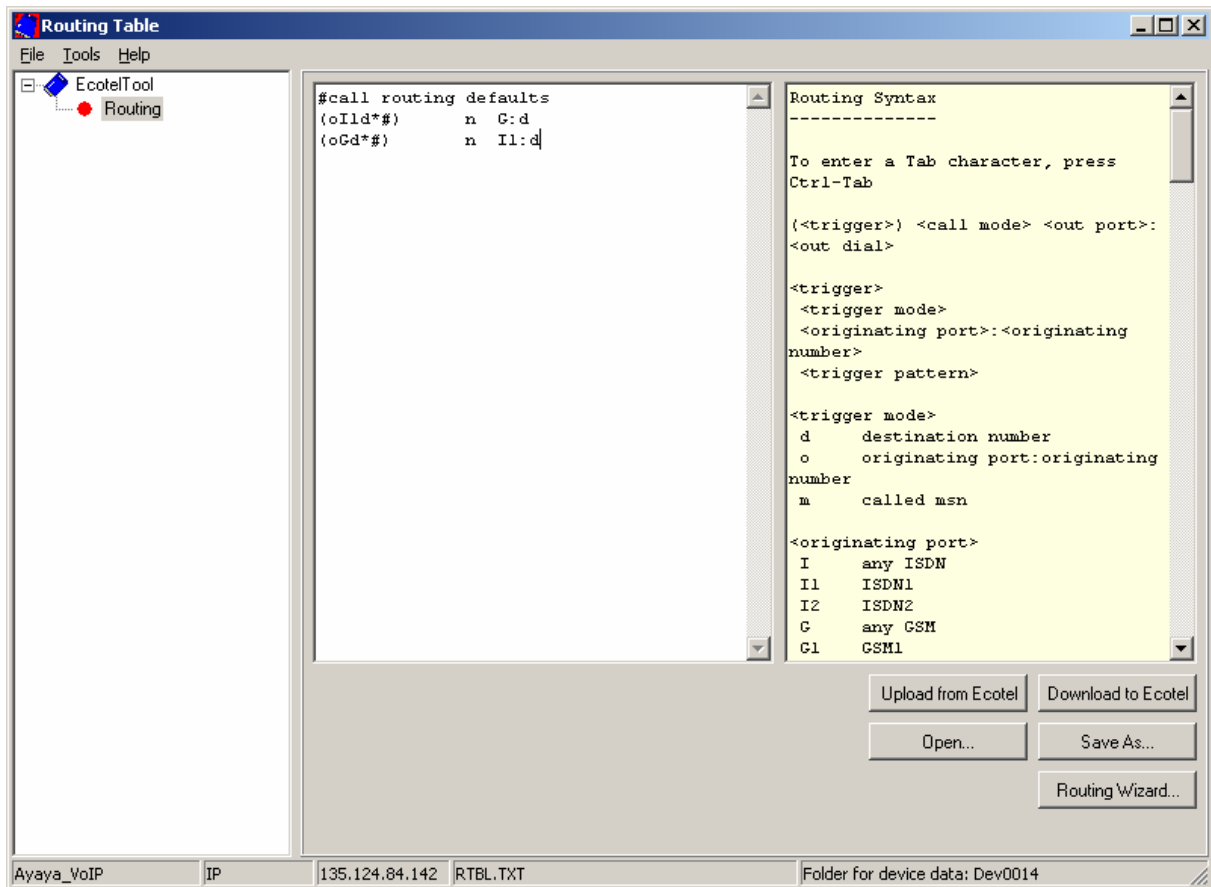 Routing Table
File Tools Help
EcotelTool
Routing
#call routing defaults
(oI1d*#) n G:d
(oGd*#) n I1:d
Routing Syntax
--------------
To enter a Tab character, press
Ctrl-Tab
(<trigger>) <call mode> <out port>:
<out dial>
<trigger>
<trigger mode>
<originating port>:<originating
number>
<trigger pattern>
<trigger mode>
d destination number
o originating port:originating
number
m called msn
<originating port>
I any ISDN
I1 ISDN1
I2 ISDN2
G any GSM
G1 GSM1
Upload from Ecotel
Download to Ecotel
Open...
Save As...
Routing Wizard...
Ayaya_VoIP
IP
135.124.84.142
RTBL.TXT
Folder for device data: Dev0014